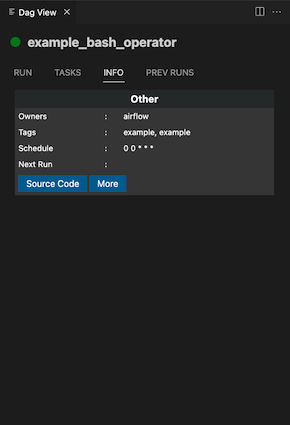 Dag View
example_bash_operator
RUN TASKS INFO PREV RUNS
Other
Owners : airflow
Tags : example, example
Schedule : 0 0 * * *
Next Run :
Source Code More